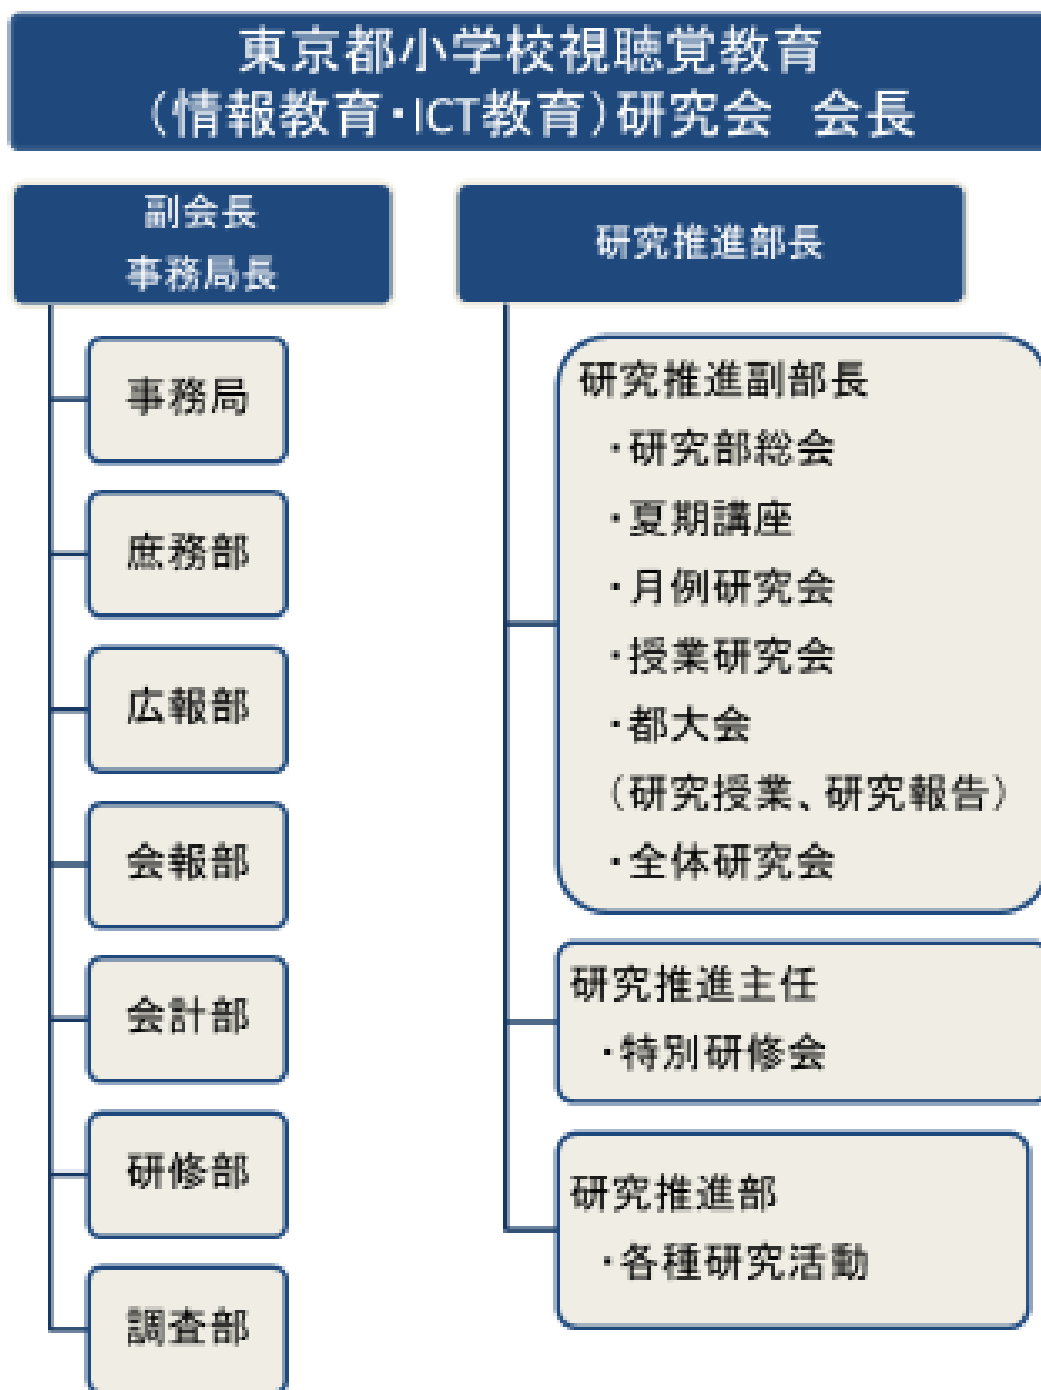 東京都小学校視聴覚教育
（情報教育・ICT教育）研究会　会長
副会長
事務局長
事務局
庶務部
広報部
会報部
会計部
研修部
調査部
研究推進部長
研究推進副部長
・研究部総会
・夏期講座
・月例研究会
・授業研究会
・都大会
（研究授業、研究報告）
・全体研究会
研究推進主任
・特別研修会
研究推進部
・各種研究活動